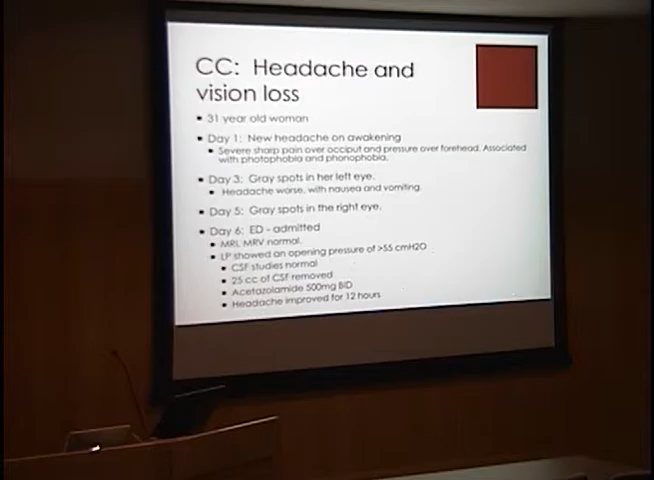 CC: Headache and
vision loss
31 year old woman
Day 1: New headache on awakening
Severe sharp pain over occiput and pressure over forehead. Associated
with photophobia and phonophobia.
Day 3: Gray spots in her left eye.
Headache worse, with nausea and vomiting.
Day 5: Gray spots in the right eye.
Day 6: ED - admitted
MRI, MRV normal.
LP showed an opening pressure of >55 cmH2O
CSF studies normal
25 cc of CSF removed
Acetazolamide 500mg BID
Headache improved for 12 hours